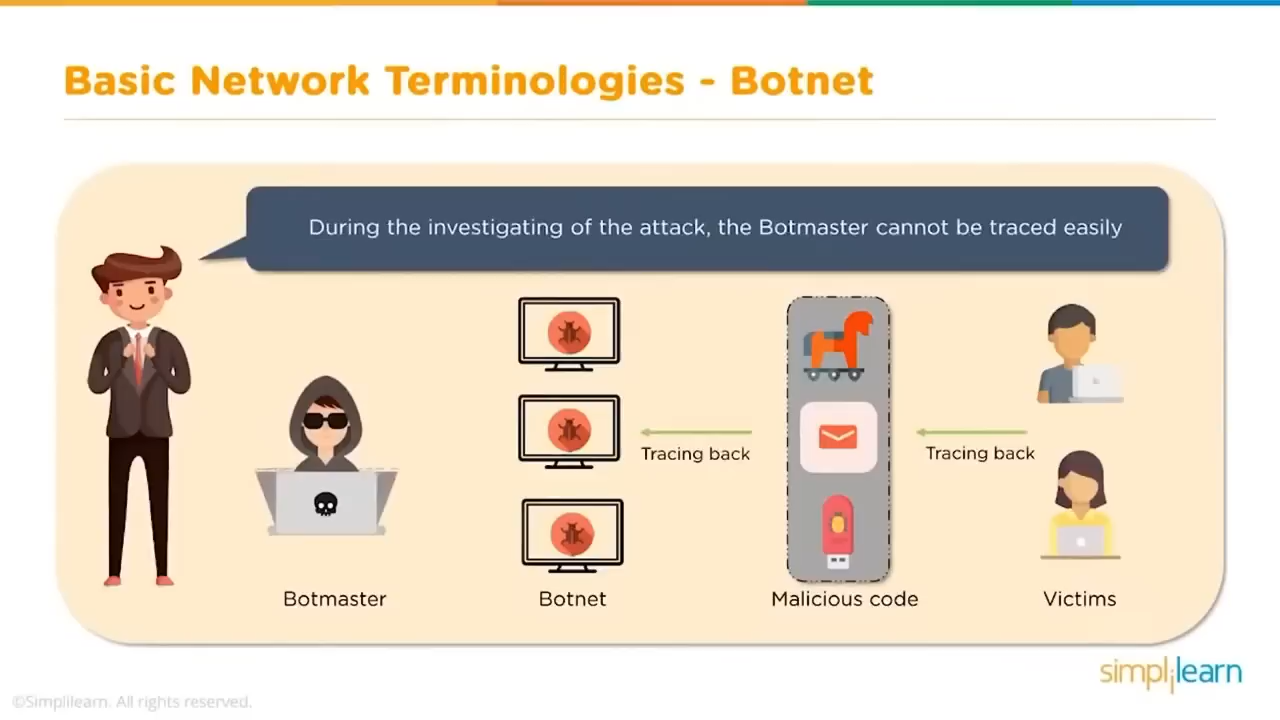 Basic Network Terminologies - Botnet
During the investigating of the attack, the Botmaster cannot be traced easily
Tracing back
Tracing back
Botmaster
Botnet
Malicious code
Victims
simplilearn
©Simplilearn. All rights reserved.